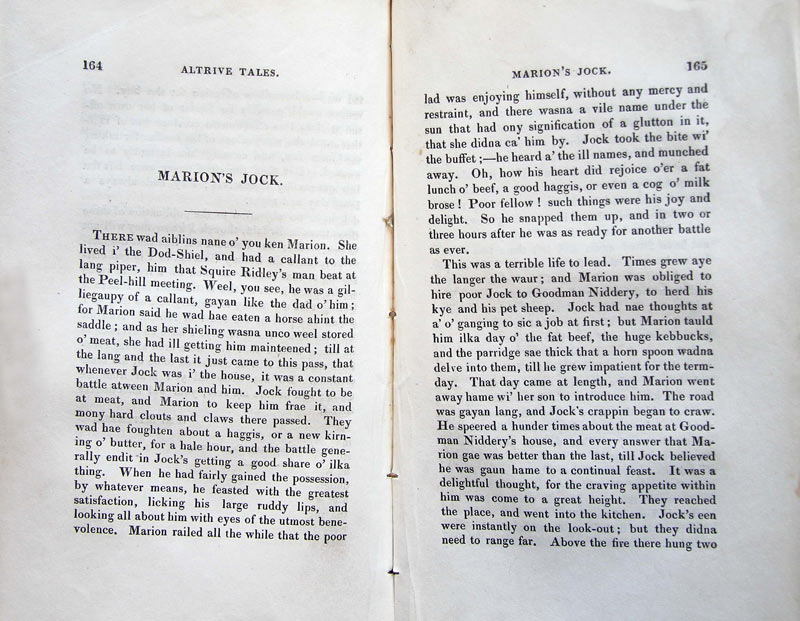 164
ALTRIVE TALES.
MARION'S JOCK.
THERE wad aiblins nane o' you ken Marion. She
lived i' the Dod-Shiel, and had a callant to the
lang piper, him that Squire Ridley's man beat at
the Peel-hill meeting. Weel, you see, he was a gil-
liegaupy of a callant, gayan like the dad o' him;
for Marion said he wad hae eaten a horse ahint the
saddle; and as her shieling wasna unco weel stored
o' meat, she had ill getting him mainteened; till at
the lang and the last it just came to this pass, that
whenever Jock was i' the house, it was a constant
battle atween Marion and him. Jock fought to be
at meat, and Marion to keep him frae it, and
mony hard clouts and claws there passed. They
wad hae foughten about a haggis, or a new kirn-
ing o' butter, for a hale hour, and the battle gene-
rally endit in Jock's getting a good share o' ilka
thing. When he had fairly gained the possession,
by whatever means, he feasted with the greatest
satisfaction, licking his large ruddy lips, and
looking all about him with eyes of the utmost bene-
volence. Marion railed all the while that the poor
MARION'S JOCK.
165
lad was enjoying himself, without any mercy and
restraint, and there wasna a vile name under the
sun that had ony signification of a glutton in it,
that she didna ca' him by. Jock took the bite wi'
the buffet;—he heard a' the ill names, and munched
away. Oh, how his heart did rejoice o'er a fat
lunch o' beef, a good haggis, or even a cog o' milk
brose! Poor fellow! such things were his joy and
delight. So he snapped them up, and in two or
three hours after he was as ready for another battle
as ever.
This was a terrible life to lead. Times grew aye
the langer the waur; and Marion was obliged to
hire poor Jock to Goodman Niddery, to herd his
kye and his pet sheep. Jock had nae thoughts at
a' o' ganging to sic a job at first; but Marion tauld
him ilka day o' the fat beef, the huge kebbucks,
and the parridge sae thick that a horn spoon wadna
delve into them, till he grew impatient for the term-
day. That day came at length, and Marion went
away hame wi' her son to introduce him. The road
was gayan lang, and Jock's crappin began to craw.
He speered a hunder times about the meat at Good-
man Niddery's house, and every answer that Ma-
rion gae was better than the last, till Jock believed
he was gaun hame to a continual feast. It was a
delightful thought, for the craving appetite within
him was come to a great height. They reached
the place, and went into the kitchen. Jock's een
were instantly on the look-out; but they didna
need to range far. Above the fire there hung two